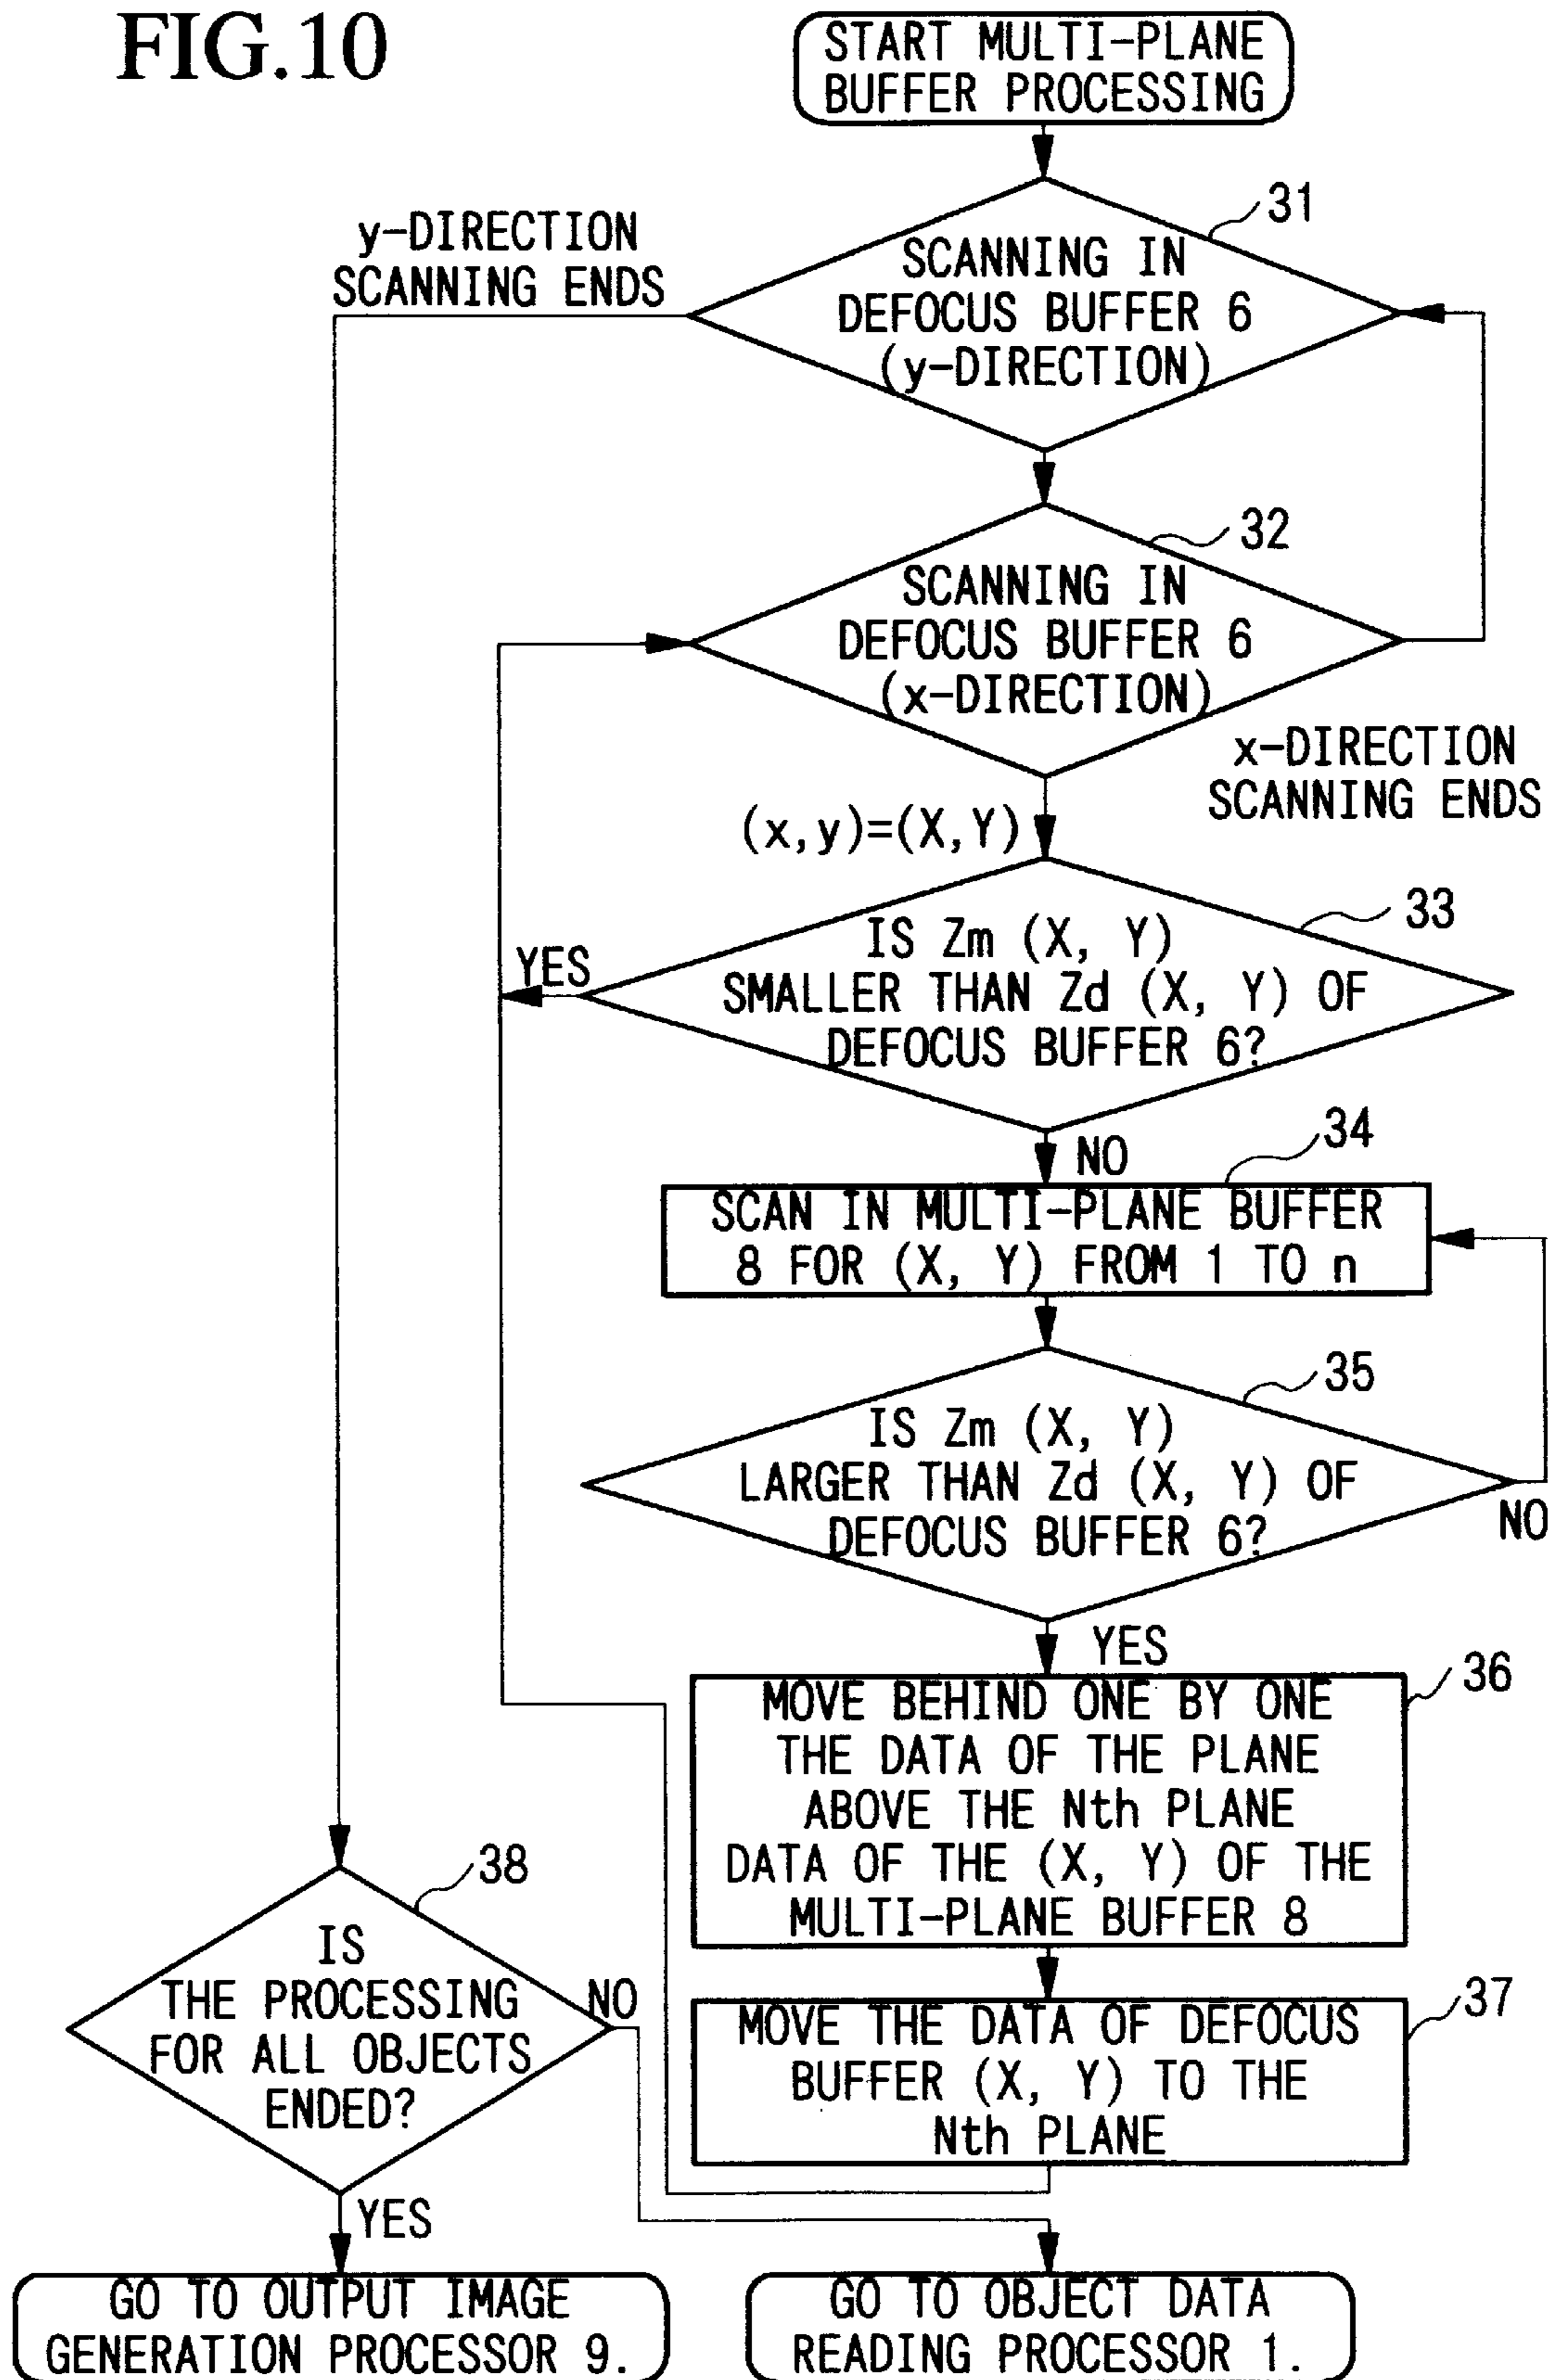 FIG.10
START MULTI-PLANE
BUFFER PROCESSING
31
y-DIRECTION
SCANNING ENDS
SCANNING IN
DEFOCUS BUFFER 6
(y-DIRECTION)
32
SCANNING IN
DEFOCUS BUFFER 6
(x-DIRECTION)
x-DIRECTION
SCANNING ENDS
(x,y)=(X,Y)
33
IS Zm (X, Y)
SMALLER THAN Zd (X, Y) OF
DEFOCUS BUFFER 6?
YES
NO
34
SCAN IN MULTI-PLANE BUFFER
8 FOR (X, Y) FROM 1 TO n
35
IS Zm (X, Y)
LARGER THAN Zd (X, Y) OF
DEFOCUS BUFFER 6?
NO
YES
36
MOVE BEHIND ONE BY ONE
THE DATA OF THE PLANE
ABOVE THE Nth PLANE
DATA OF THE (X, Y) OF THE
MULTI-PLANE BUFFER 8
37
MOVE THE DATA OF DEFOCUS
BUFFER (X, Y) TO THE
Nth PLANE
38
IS
THE PROCESSING
FOR ALL OBJECTS
ENDED?
NO
YES
GO TO OUTPUT IMAGE
GENERATION PROCESSOR 9.
GO TO OBJECT DATA
READING PROCESSOR 1.